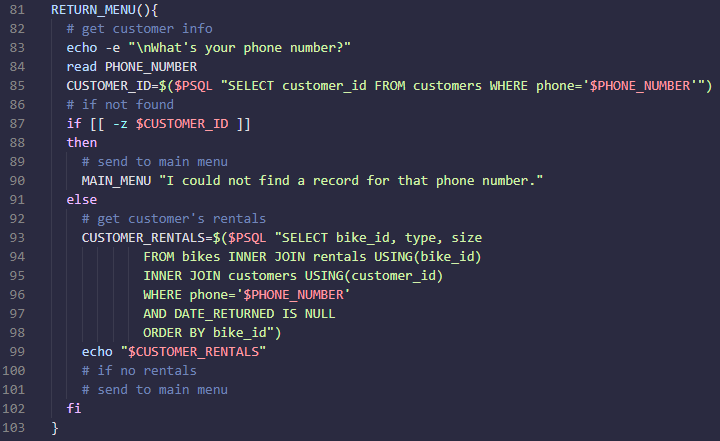 81 RETURN_MENU(){
82   # get customer info
83   echo -e "\nWhat's your phone number?"
84   read PHONE_NUMBER
85   CUSTOMER_ID=$($PSQL "SELECT customer_id FROM customers WHERE phone='$PHONE_NUMBER'")
86   # if not found
87   if [[ -z $CUSTOMER_ID ]]
88   then
89     # send to main menu
90     MAIN_MENU "I could not find a record for that phone number."
91   else
92     # get customer's rentals
93     CUSTOMER_RENTALS=$($PSQL "SELECT bike_id, type, size
94             FROM bikes INNER JOIN rentals USING(bike_id)
95             INNER JOIN customers USING(customer_id)
96             WHERE phone='$PHONE_NUMBER'
97             AND DATE_RETURNED IS NULL
98             ORDER BY bike_id")
99     echo "$CUSTOMER_RENTALS"
100     # if no rentals
101     # send to main menu
102   fi
103 }